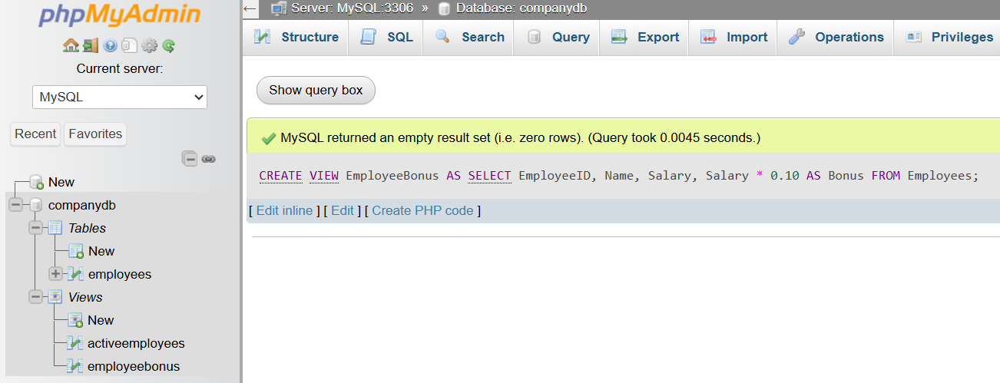 phpMyAdmin
Current server:
MySQL
Recent Favorites
New
companydb
Tables
New
employees
Views
New
activeemployees
employeebonus
Server: MySQL:3306 » Database: companydb
Structure SQL Search Query Export Import Operations Privileges
Show query box
MySQL returned an empty result set (i.e. zero rows). (Query took 0.0045 seconds.)
CREATE VIEW EmployeeBonus AS SELECT EmployeeID, Name, Salary, Salary * 0.10 AS Bonus FROM Employees;
[ Edit inline ] [ Edit ] [ Create PHP code ]